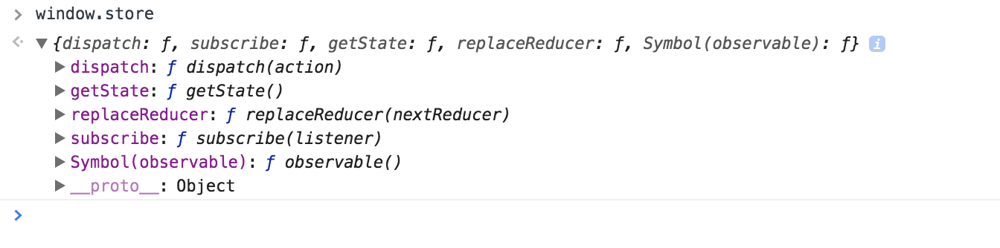 window.store
{dispatch: ƒ, subscribe: ƒ, getState: ƒ, replaceReducer: ƒ, Symbol(observable): ƒ} i
dispatch: ƒ dispatch(action)
getState: ƒ getState()
replaceReducer: ƒ replaceReducer(nextReducer)
subscribe: ƒ subscribe(listener)
Symbol(observable): ƒ observable()
__proto__: Object